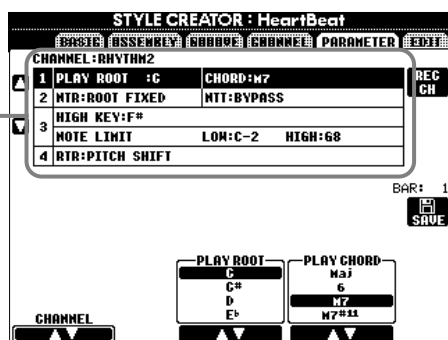 STYLE CREATOR : HeartBeat
BASIC ASSEMBLY GROOVE CHANNEL PARAMETER EDIT
CHANNEL:RHYTHM2
1 PLAY ROOT :C CHORD:M7
2 NTR:ROOT FIXED NTT:BYPASS
3 HIGH KEY:F#
NOTE LIMIT LOW:C-2 HIGH:G8
4 RTR:PITCH SHIFT
REC
CH
BAR: 1
SAVE
PLAY ROOT PLAY CHORD
C Maj
C# 6
D M7
E♭ M7#11
CHANNEL